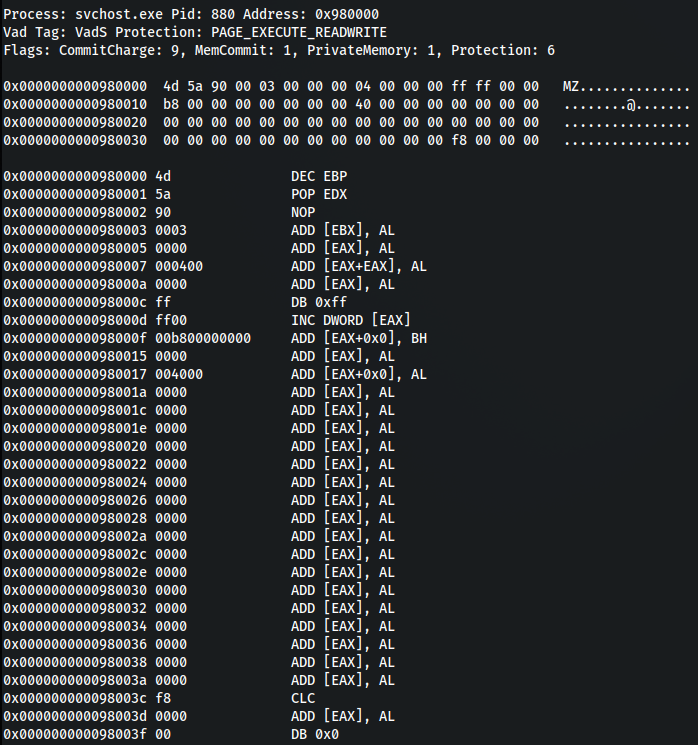 Process: svchost.exe Pid: 880 Address: 0x980000
Vad Tag: VadS Protection: PAGE_EXECUTE_READWRITE
Flags: CommitCharge: 9, MemCommit: 1, PrivateMemory: 1, Protection: 6

0x0000000000980000  4d 5a 90 00 03 00 00 00 04 00 00 00 ff ff 00 00   MZ..............
0x0000000000980010  b8 00 00 00 00 00 00 00 40 00 00 00 00 00 00 00   ........@.......
0x0000000000980020  00 00 00 00 00 00 00 00 00 00 00 00 00 00 00 00   ................
0x0000000000980030  00 00 00 00 00 00 00 00 00 00 00 00 f8 00 00 00   ................

0x0000000000980000 4d               DEC EBP
0x0000000000980001 5a               POP EDX
0x0000000000980002 90               NOP
0x0000000000980003 0003             ADD [EBX], AL
0x0000000000980005 0000             ADD [EAX], AL
0x0000000000980007 000400           ADD [EAX+EAX], AL
0x000000000098000a 0000             ADD [EAX], AL
0x000000000098000c ff               DB 0xff
0x000000000098000d ff00             INC DWORD [EAX]
0x000000000098000f 00b800000000     ADD [EAX+0x0], BH
0x0000000000980015 0000             ADD [EAX], AL
0x0000000000980017 004000           ADD [EAX+0x0], AL
0x000000000098001a 0000             ADD [EAX], AL
0x000000000098001c 0000             ADD [EAX], AL
0x000000000098001e 0000             ADD [EAX], AL
0x0000000000980020 0000             ADD [EAX], AL
0x0000000000980022 0000             ADD [EAX], AL
0x0000000000980024 0000             ADD [EAX], AL
0x0000000000980026 0000             ADD [EAX], AL
0x0000000000980028 0000             ADD [EAX], AL
0x000000000098002a 0000             ADD [EAX], AL
0x000000000098002c 0000             ADD [EAX], AL
0x000000000098002e 0000             ADD [EAX], AL
0x0000000000980030 0000             ADD [EAX], AL
0x0000000000980032 0000             ADD [EAX], AL
0x0000000000980034 0000             ADD [EAX], AL
0x0000000000980036 0000             ADD [EAX], AL
0x0000000000980038 0000             ADD [EAX], AL
0x000000000098003a 0000             ADD [EAX], AL
0x000000000098003c f8               CLC
0x000000000098003d 0000             ADD [EAX], AL
0x000000000098003f 00               DB 0x0